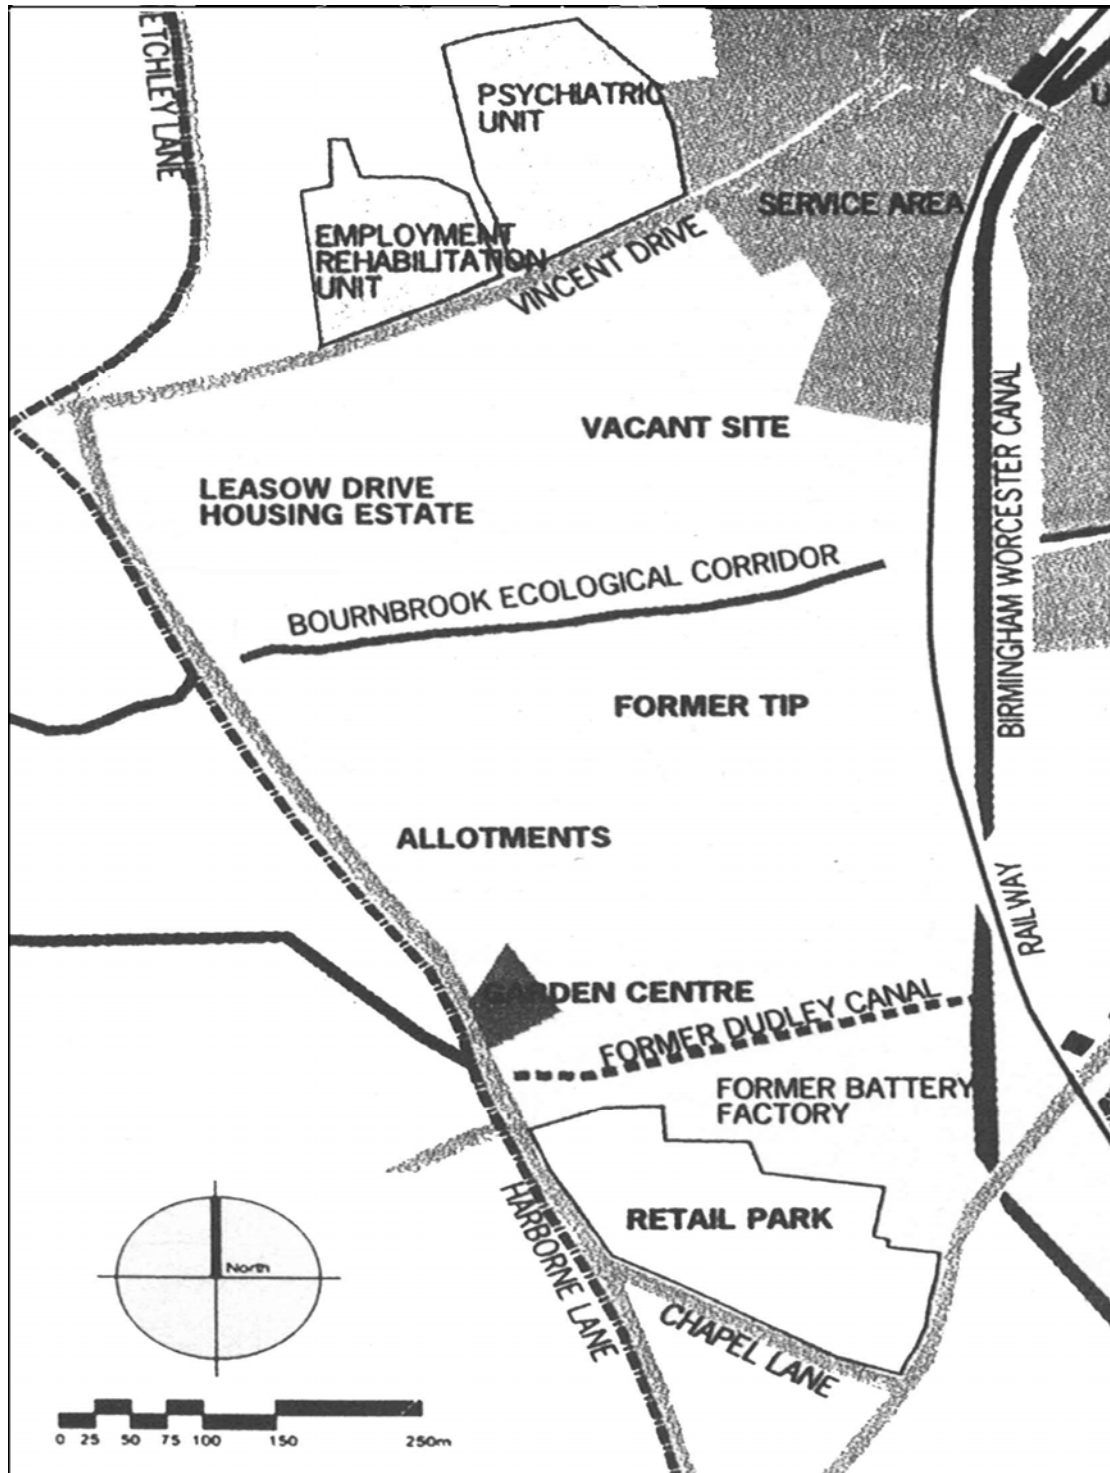 ETCHLEY LANE
PSYCHIATRIC
UNIT
SERVICE AREA
EMPLOYMENT
REHABILITATION
UNIT
VINCENT DRIVE
VACANT SITE
LEASOW DRIVE
HOUSING ESTATE
BIRMINGHAM WORCESTER CANAL
BOURNBROOK ECOLOGICAL CORRIDOR
FORMER TIP
ALLOTMENTS
RAILWAY
GARDEN CENTRE
FORMER DUDLEY CANAL
FORMER BATTERY
FACTORY
RETAIL PARK
HARBORNE LANE
CHAPEL LANE
North
0 25 50 75 100 150 250m